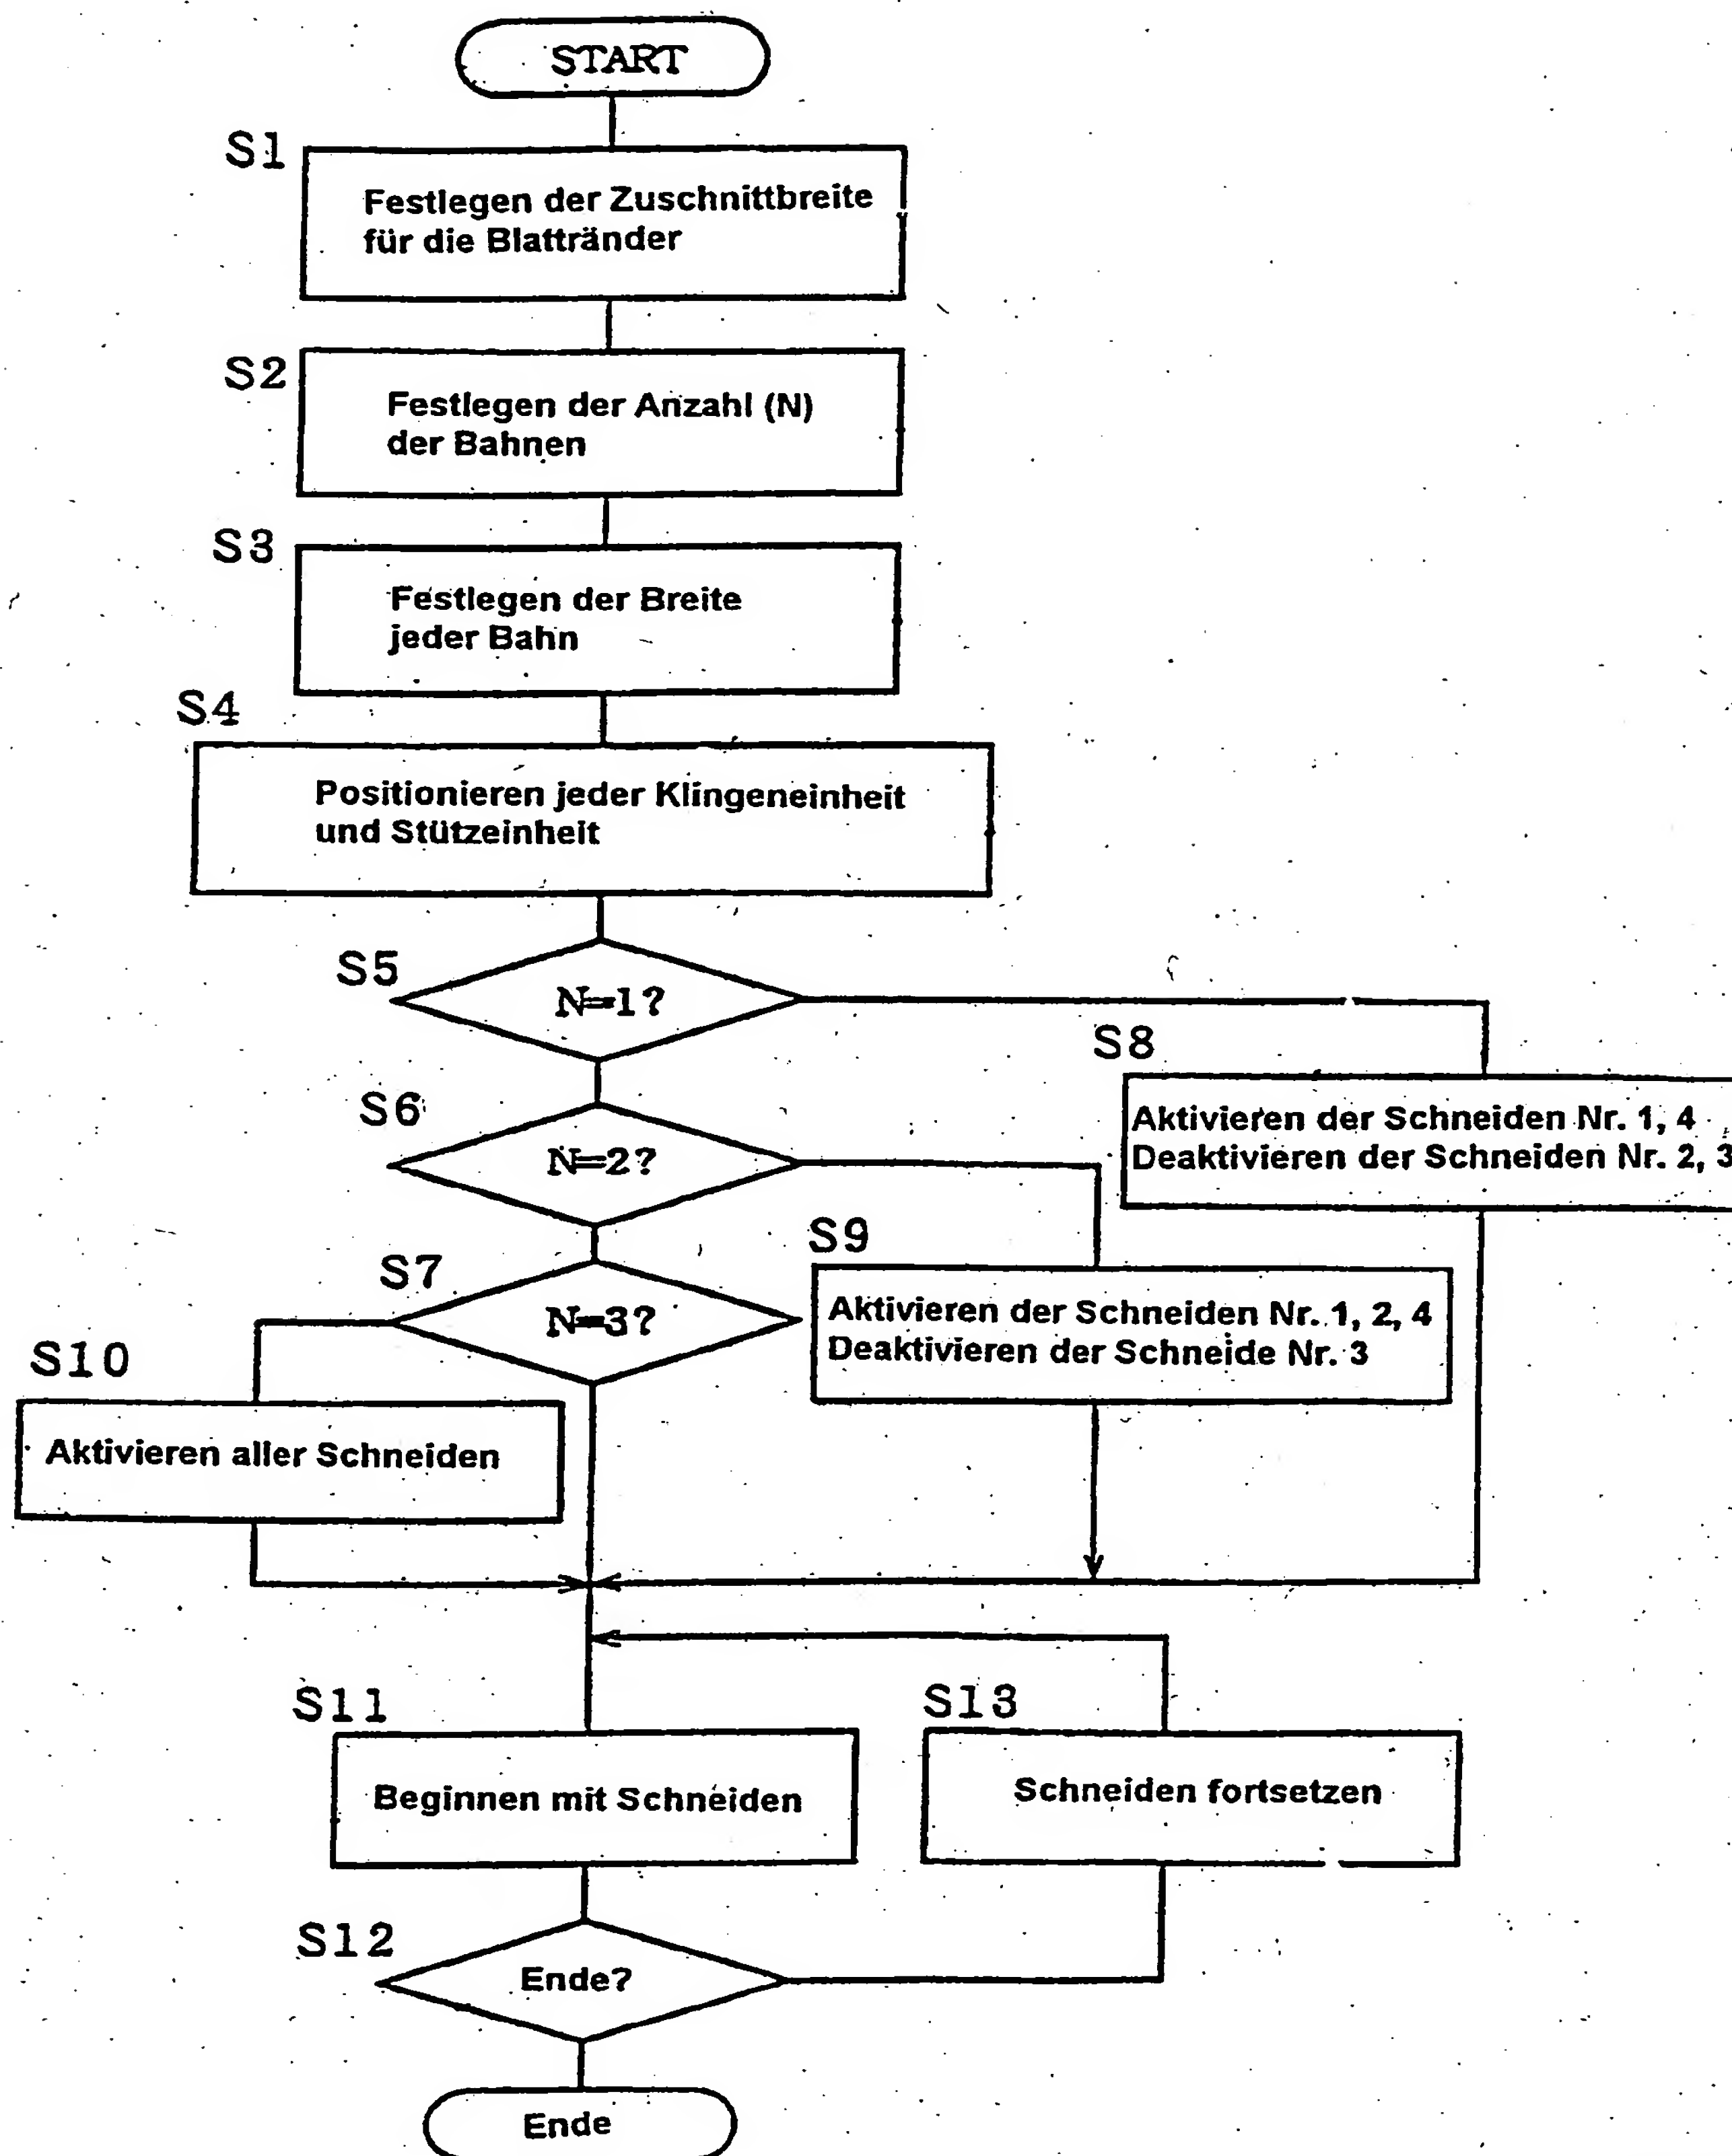 START
S1
Festlegen der Zuschnittbreite
für die Blattränder
S2
Festlegen der Anzahl (N)
der Bahnen
S3
Festlegen der Breite
jeder Bahn
S4
Positionieren jeder Klingeneinheit
und Stützeinheit
S5
N=1?
S8
Aktivieren der Schneiden Nr. 1, 4
Deaktivieren der Schneiden Nr. 2, 3
S6
N=2?
S9
Aktivieren der Schneiden Nr. 1, 2, 4
Deaktivieren der Schneide Nr. 3
S7
N=3?
S10
Aktivieren aller Schneiden
S11
Beginnen mit Schneiden
S13
Schneiden fortsetzen
S12
Ende?
Ende